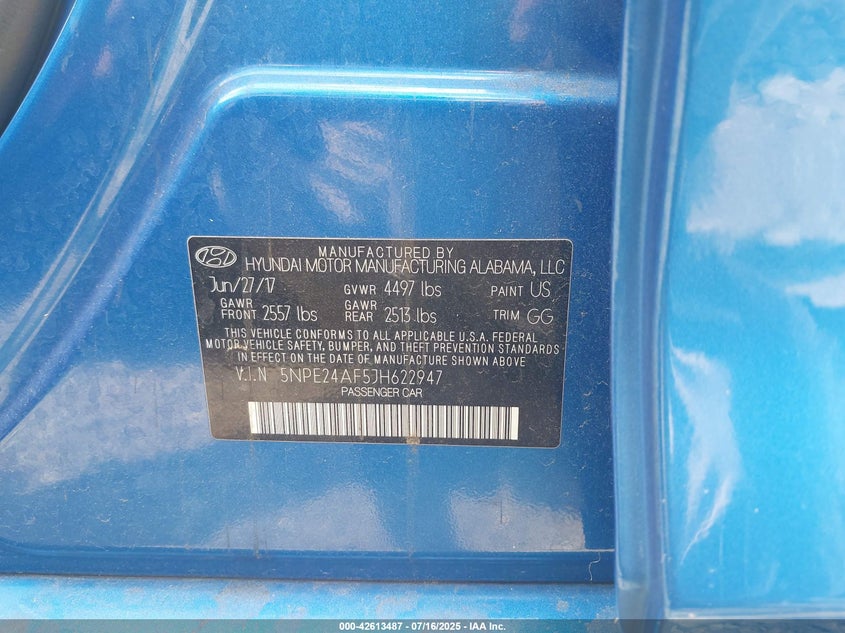 MANUFACTURED BY
HYUNDAI MOTOR MANUFACTURING ALABAMA, LLC
Jun/27/17 GVWR 4497 lbs PAINT US
GAWR FRONT 2557 lbs GAWR REAR 2513 lbs TRIM GG
THIS VEHICLE CONFORMS TO ALL APPLICABLE U.S.A. FEDERAL
MOTOR VEHICLE SAFETY, BUMPER, AND THEFT PREVENTION STANDARDS
IN EFFECT ON THE DATE OF MANUFACTURE SHOWN ABOVE
V.I.N 5NPE24AF5JH622947
PASSENGER CAR
000-42613487 - 07/16/2025 - IAA Inc.